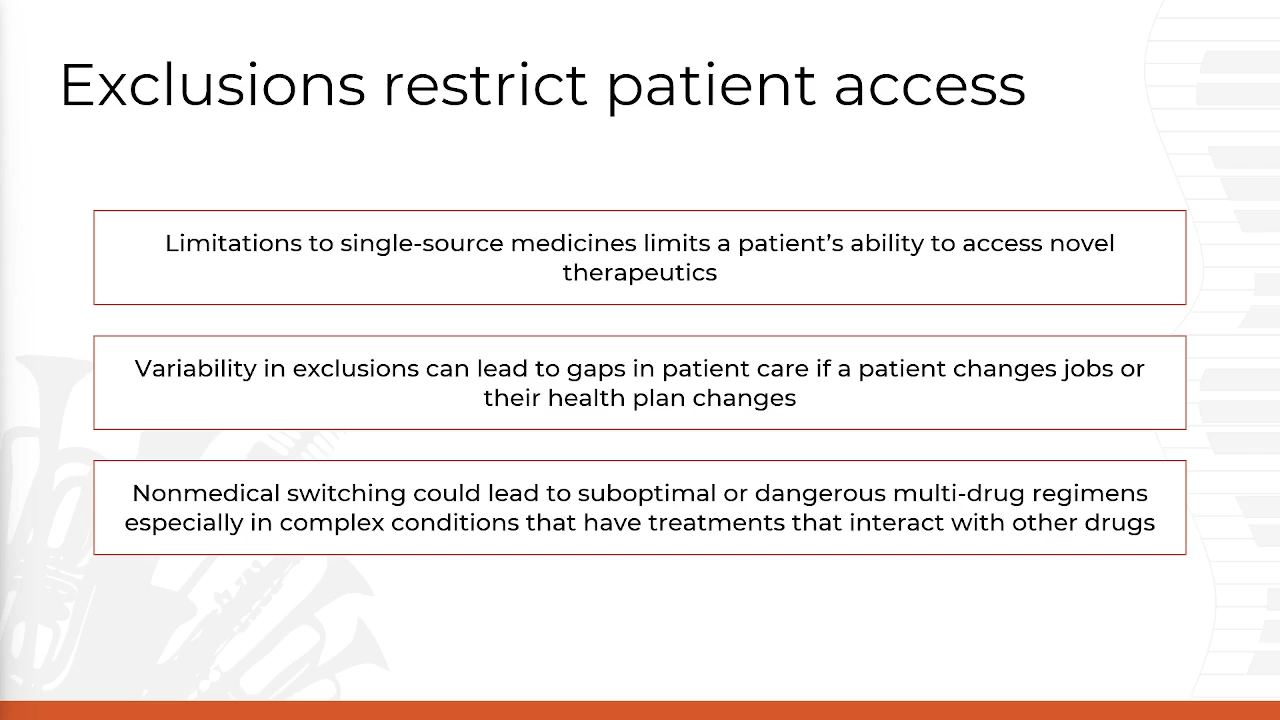 Exclusions restrict patient access
Limitations to single-source medicines limits a patient’s ability to access novel
therapeutics
Variability in exclusions can lead to gaps in patient care if a patient changes jobs or
their health plan changes
Nonmedical switching could lead to suboptimal or dangerous multi-drug regimens
especially in complex conditions that have treatments that interact with other drugs